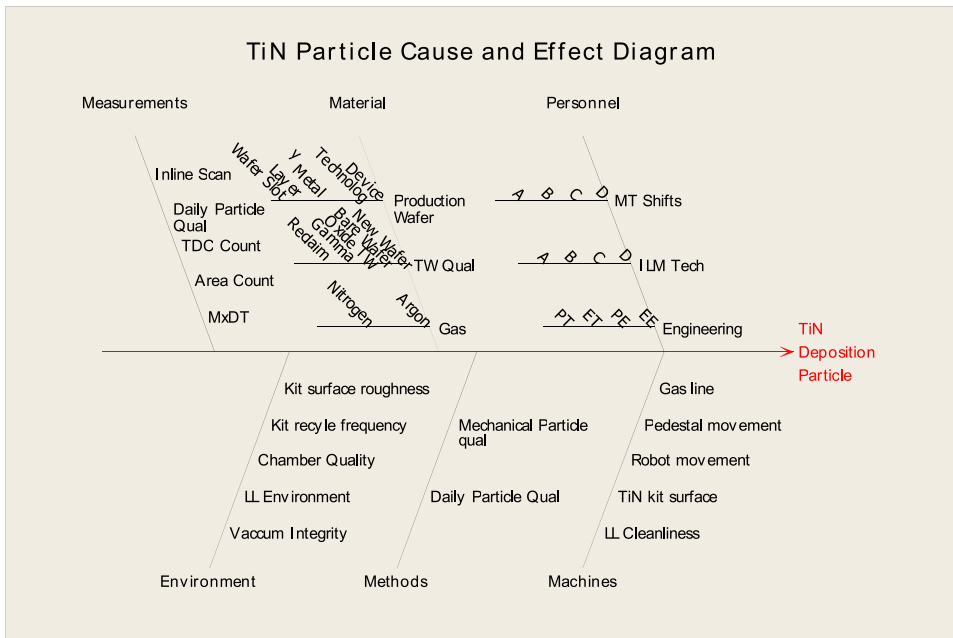 TiN Particle Cause and Effect Diagram
Measurements
Material
Personnel
Inline Scan
Daily Particle
Qual
TDC Count
Area Count
MxDT
Device
Technolog
y Metal
Layer
Wafer Slot
Production
Wafer
New Wafer
Bare Wafer
Oxide TW
Gamma
Reclaim
TW Qual
Nitrogen
Argon
Gas
A
B
C
D
MT Shifts
A
B
C
D
ILM Tech
PT
ET
PE
EE
Engineering
TiN
Deposition
Particle
Kit surface roughness
Kit recyle frequency
Chamber Quality
LL Environment
Vaccum Integrity
Environment
Mechanical Particle
qual
Daily Particle Qual
Methods
Gas line
Pedestal movement
Robot movement
TiN kit surface
LL Cleanliness
Machines